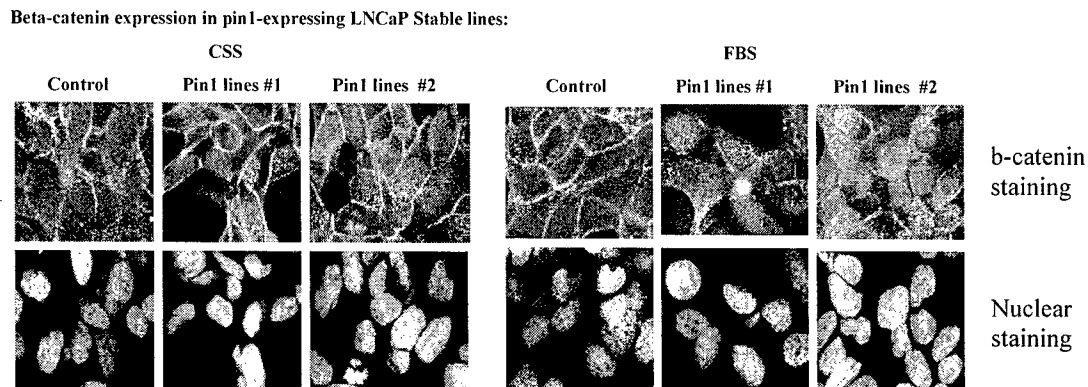 Beta-catenin expression in pin1-expressing LNCaP Stable lines:
CSS
FBS
Control
Pin1 lines #1
Pin1 lines #2
Control
Pin1 lines #1
Pin1 lines #2
b-catenin
staining
Nuclear
staining